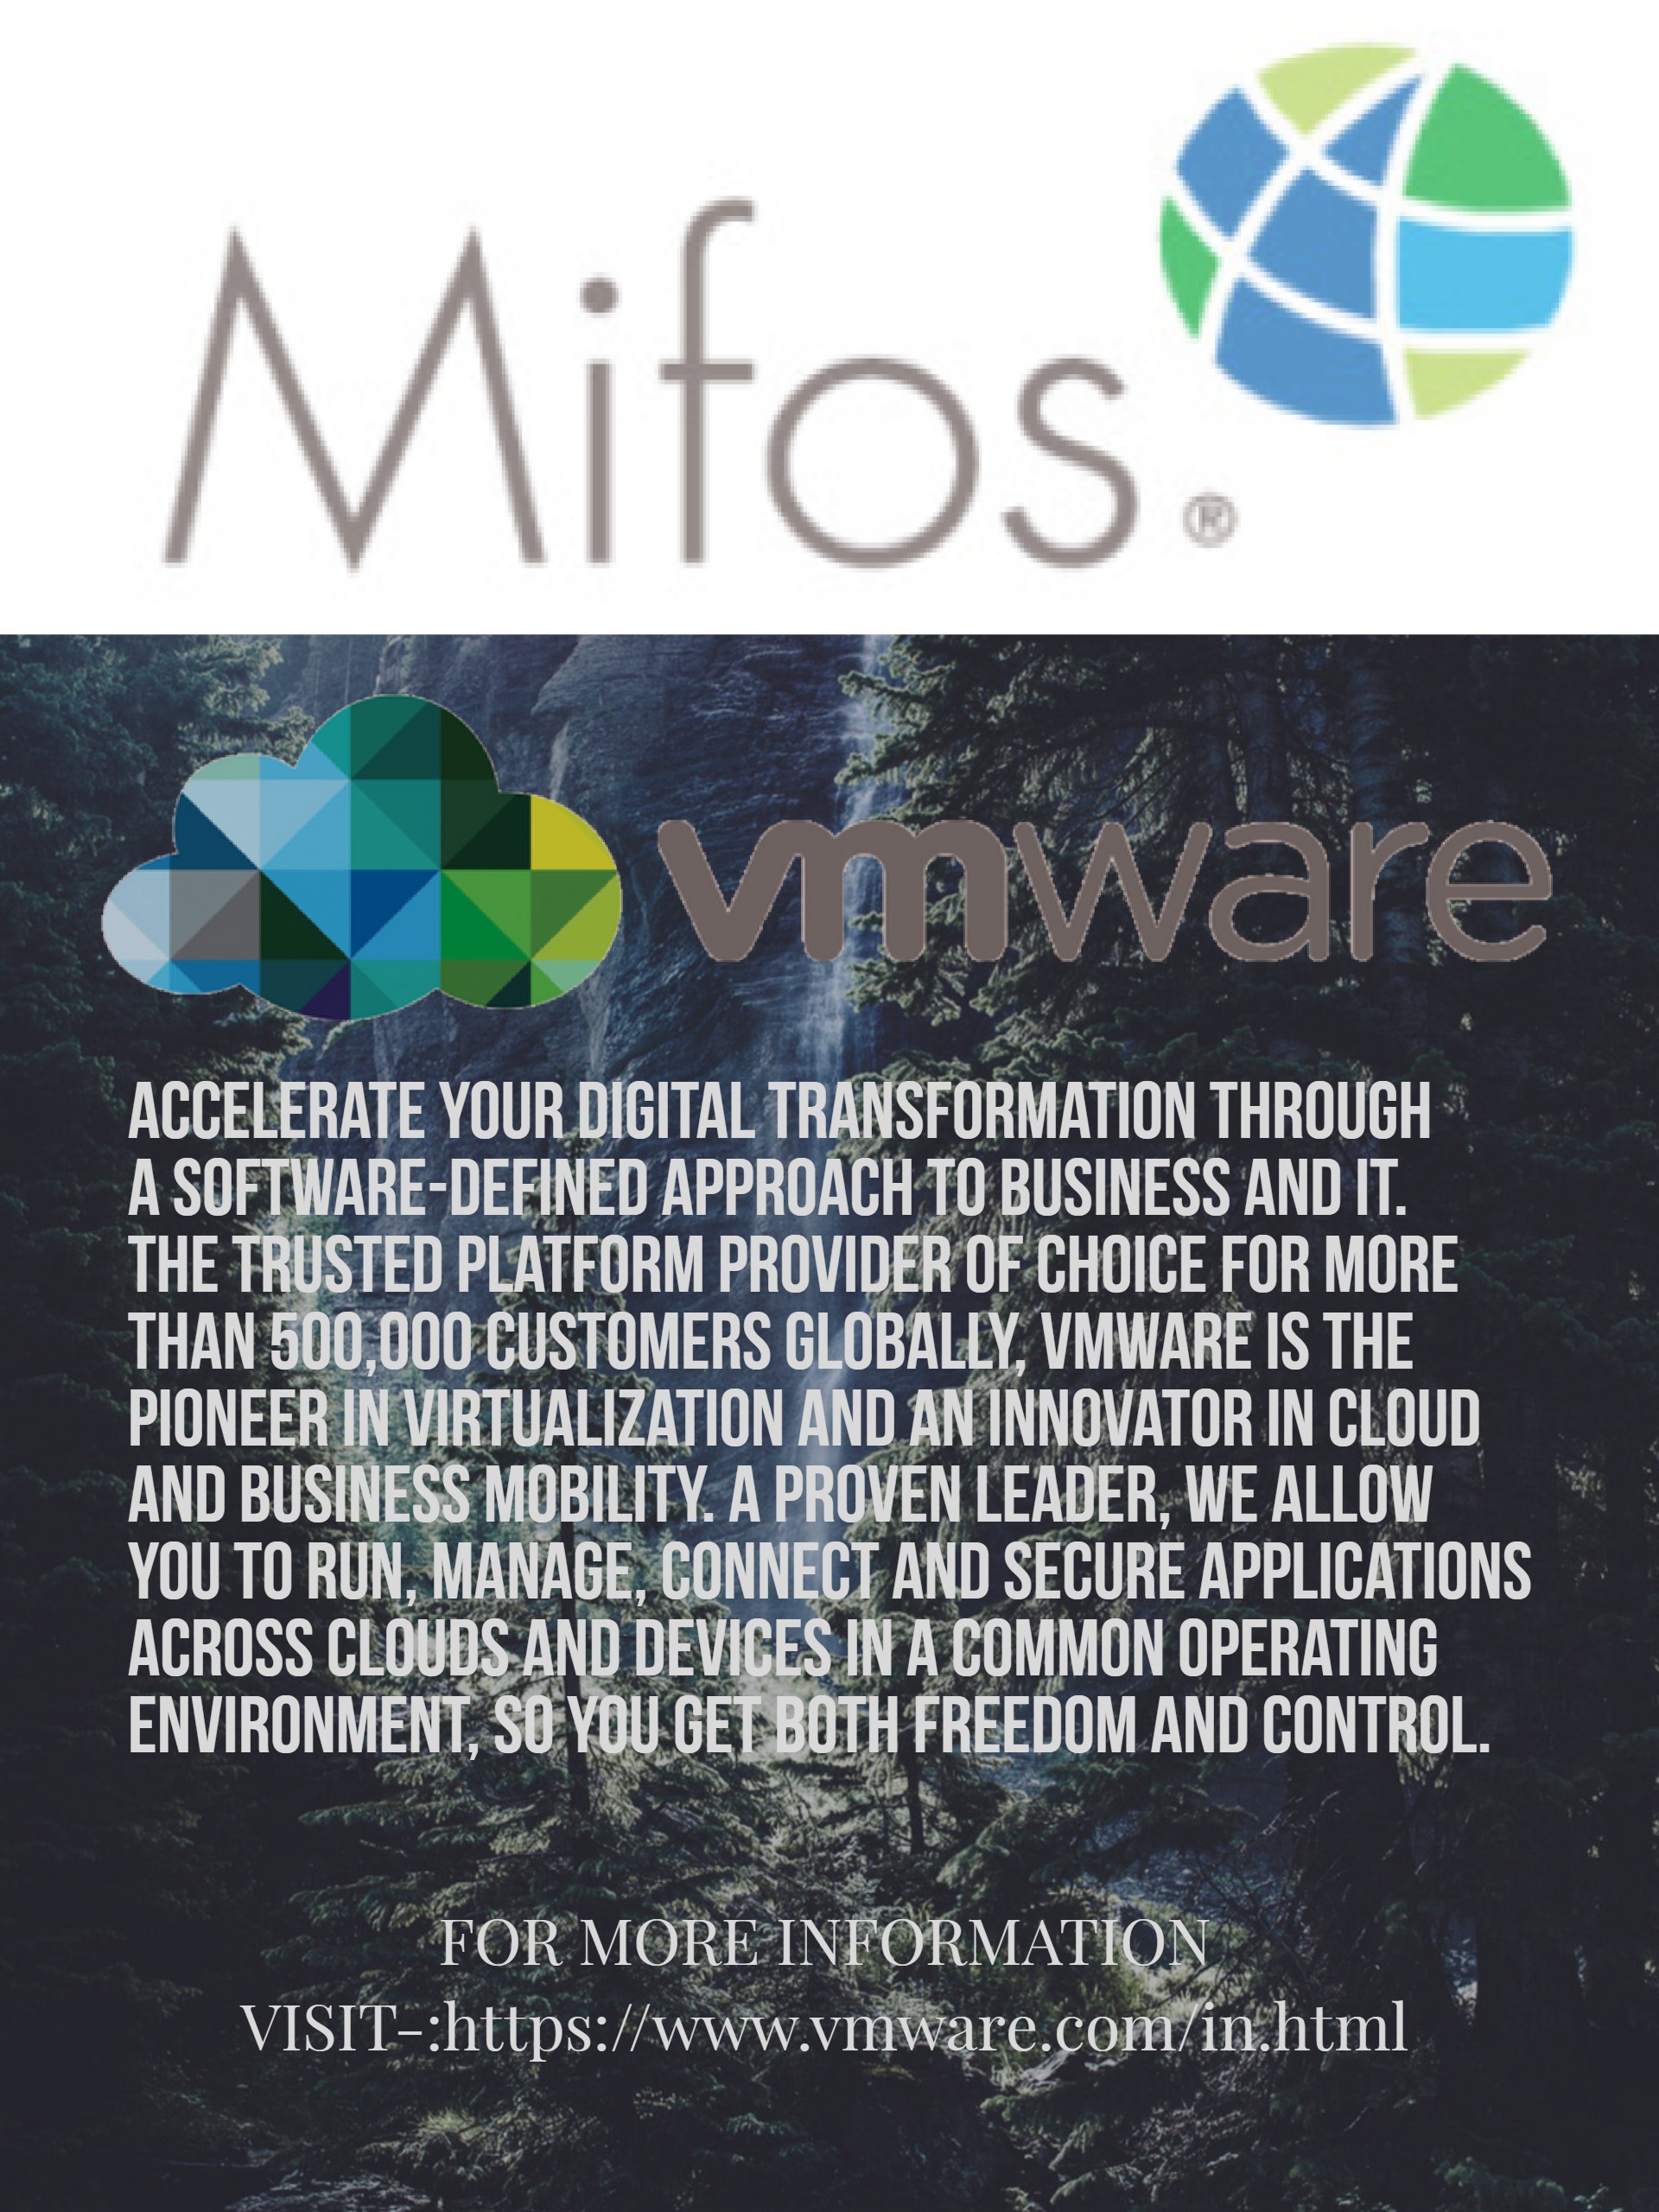 Mifos®
vmware
ACCELERATE YOUR DIGITAL TRANSFORMATION THROUGH
A SOFTWARE-DEFINED APPROACH TO BUSINESS AND IT.
THE TRUSTED PLATFORM PROVIDER OF CHOICE FOR MORE
THAN 500,000 CUSTOMERS GLOBALLY, VMWARE IS THE
PIONEER IN VIRTUALIZATION AND AN INNOVATOR IN CLOUD
AND BUSINESS MOBILITY. A PROVEN LEADER, WE ALLOW
YOU TO RUN, MANAGE, CONNECT AND SECURE APPLICATIONS
ACROSS CLOUDS AND DEVICES IN A COMMON OPERATING
ENVIRONMENT, SO YOU GET BOTH FREEDOM AND CONTROL.
FOR MORE INFORMATION
VISIT-:https://www.vmware.com/in.html